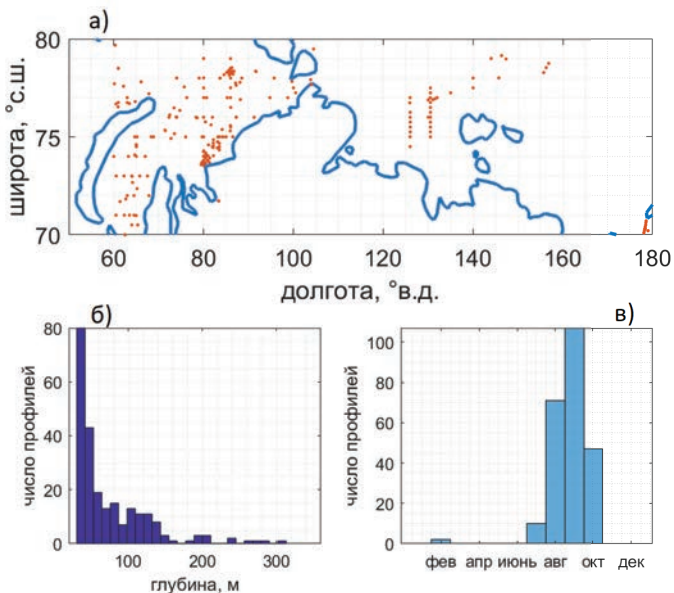 а)
80
75
70
широта, °с.ш.
60 80 100 120 140 160 180
долгота, °в.д.
б)
80
60
40
20
0
число профилей
100 200 300
глубина, м
в)
100
80
60
40
20
0
число профилей
фев апр июнь авг окт дек